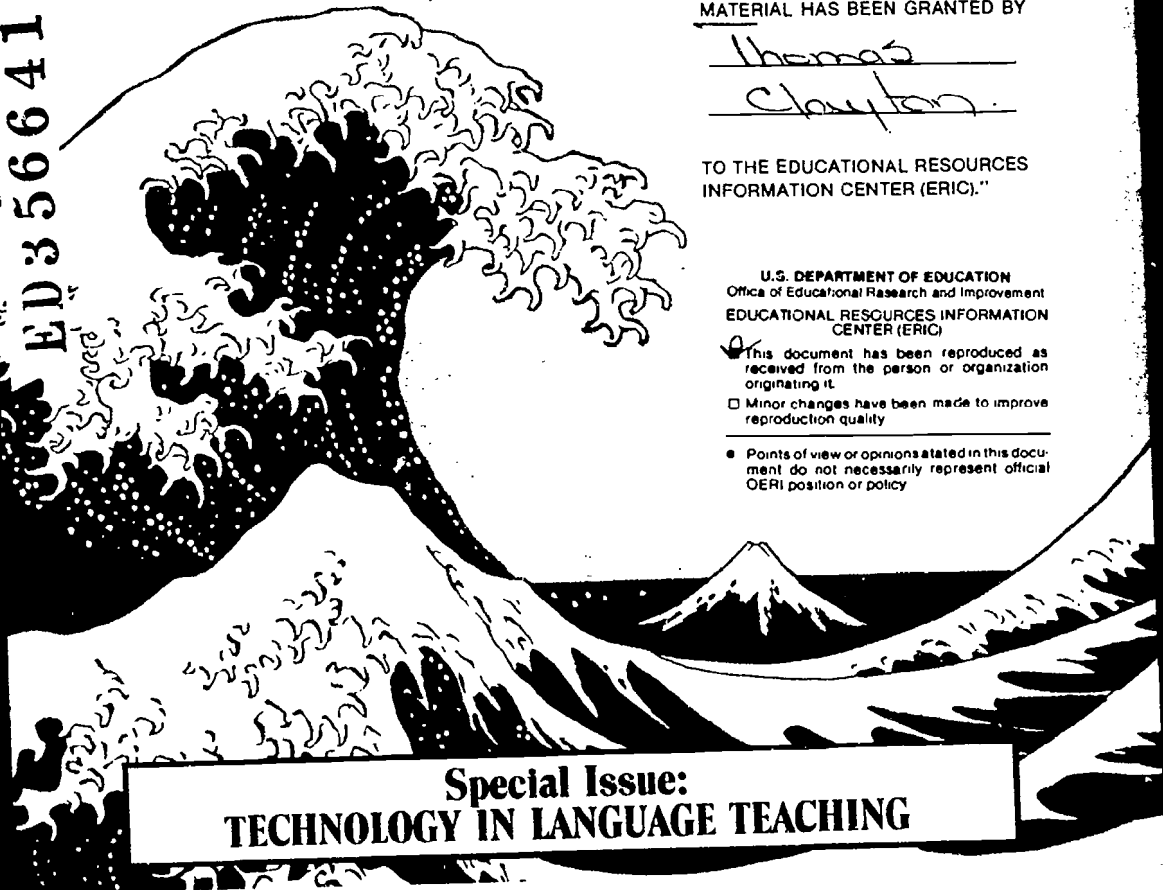 ED356641
MATERIAL HAS BEEN GRANTED BY
Thomas
Clayton.
TO THE EDUCATIONAL RESOURCES
INFORMATION CENTER (ERIC)."
U.S. DEPARTMENT OF EDUCATION
Office of Educational Research and Improvement
EDUCATIONAL RESOURCES INFORMATION
CENTER (ERIC)
This document has been reproduced as
received from the person or organization
originating it.
□ Minor changes have been made to improve
reproduction quality
• Points of view or opinions stated in this docu-
ment do not necessarily represent official
OERI position or policy
Special Issue:
TECHNOLOGY IN LANGUAGE TEACHING